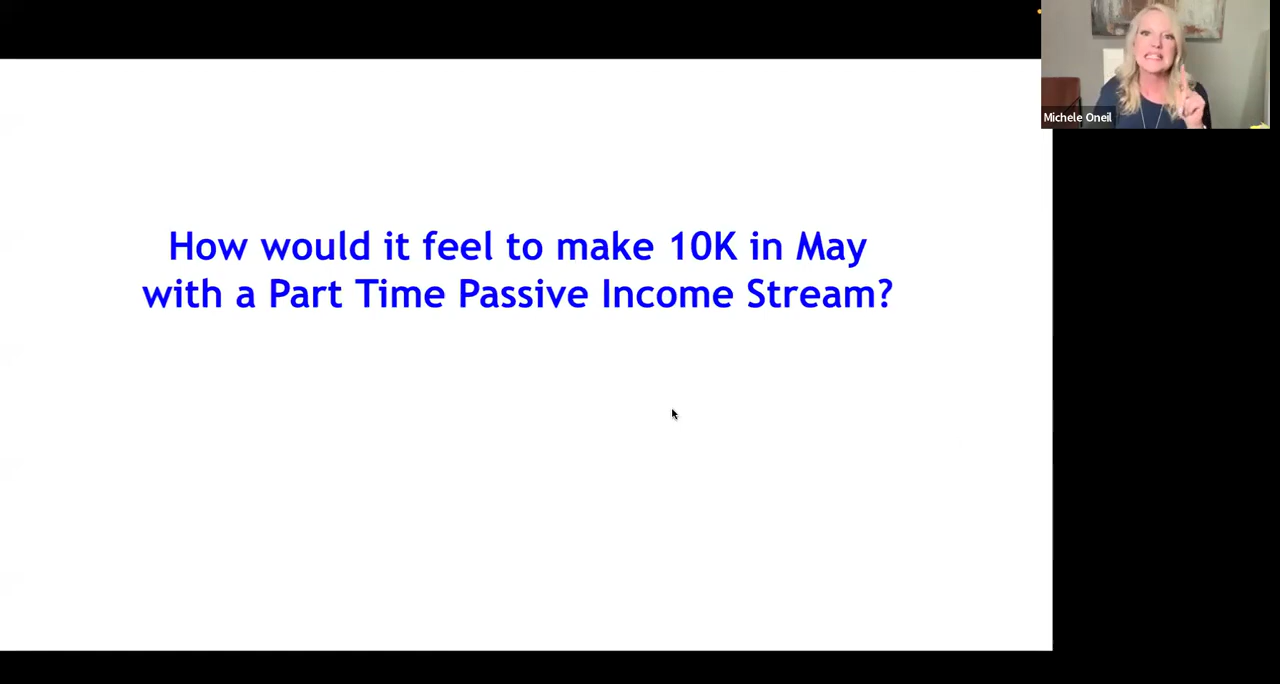 Michele Oneil
How would it feel to make 10K in May
with a Part Time Passive Income Stream?